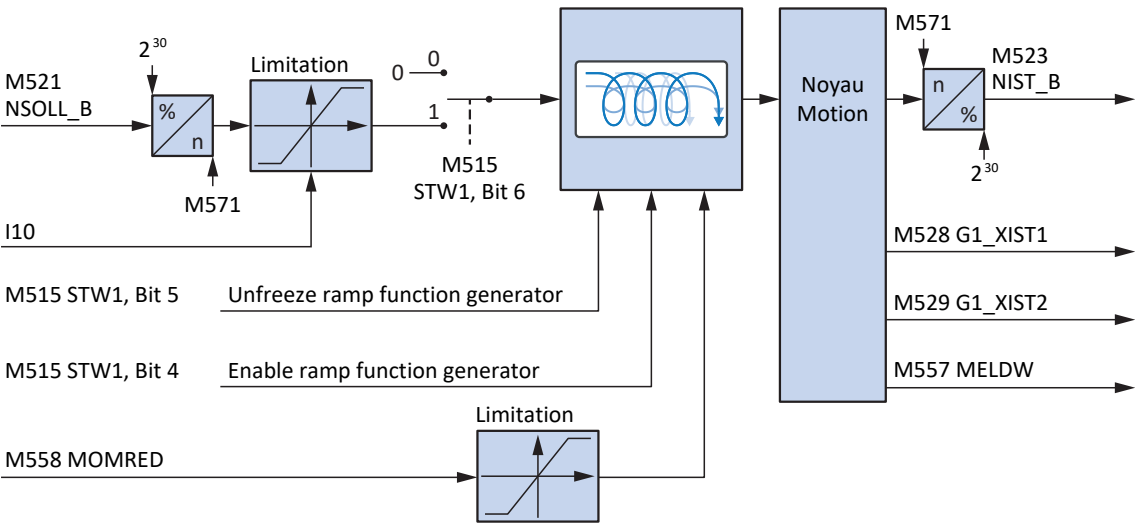 2³⁰
M521
NSOLL_B
%
n
M571
Limitation
I10
0
0
1
M515
STW1, Bit 6
Noyau
Motion
M571
n
%
2³⁰
M523
NIST_B
M528 G1_XIST1
M515 STW1, Bit 5
Unfreeze ramp function generator
M529 G1_XIST2
M515 STW1, Bit 4
Enable ramp function generator
M557 MELDW
Limitation
M558 MOMRED